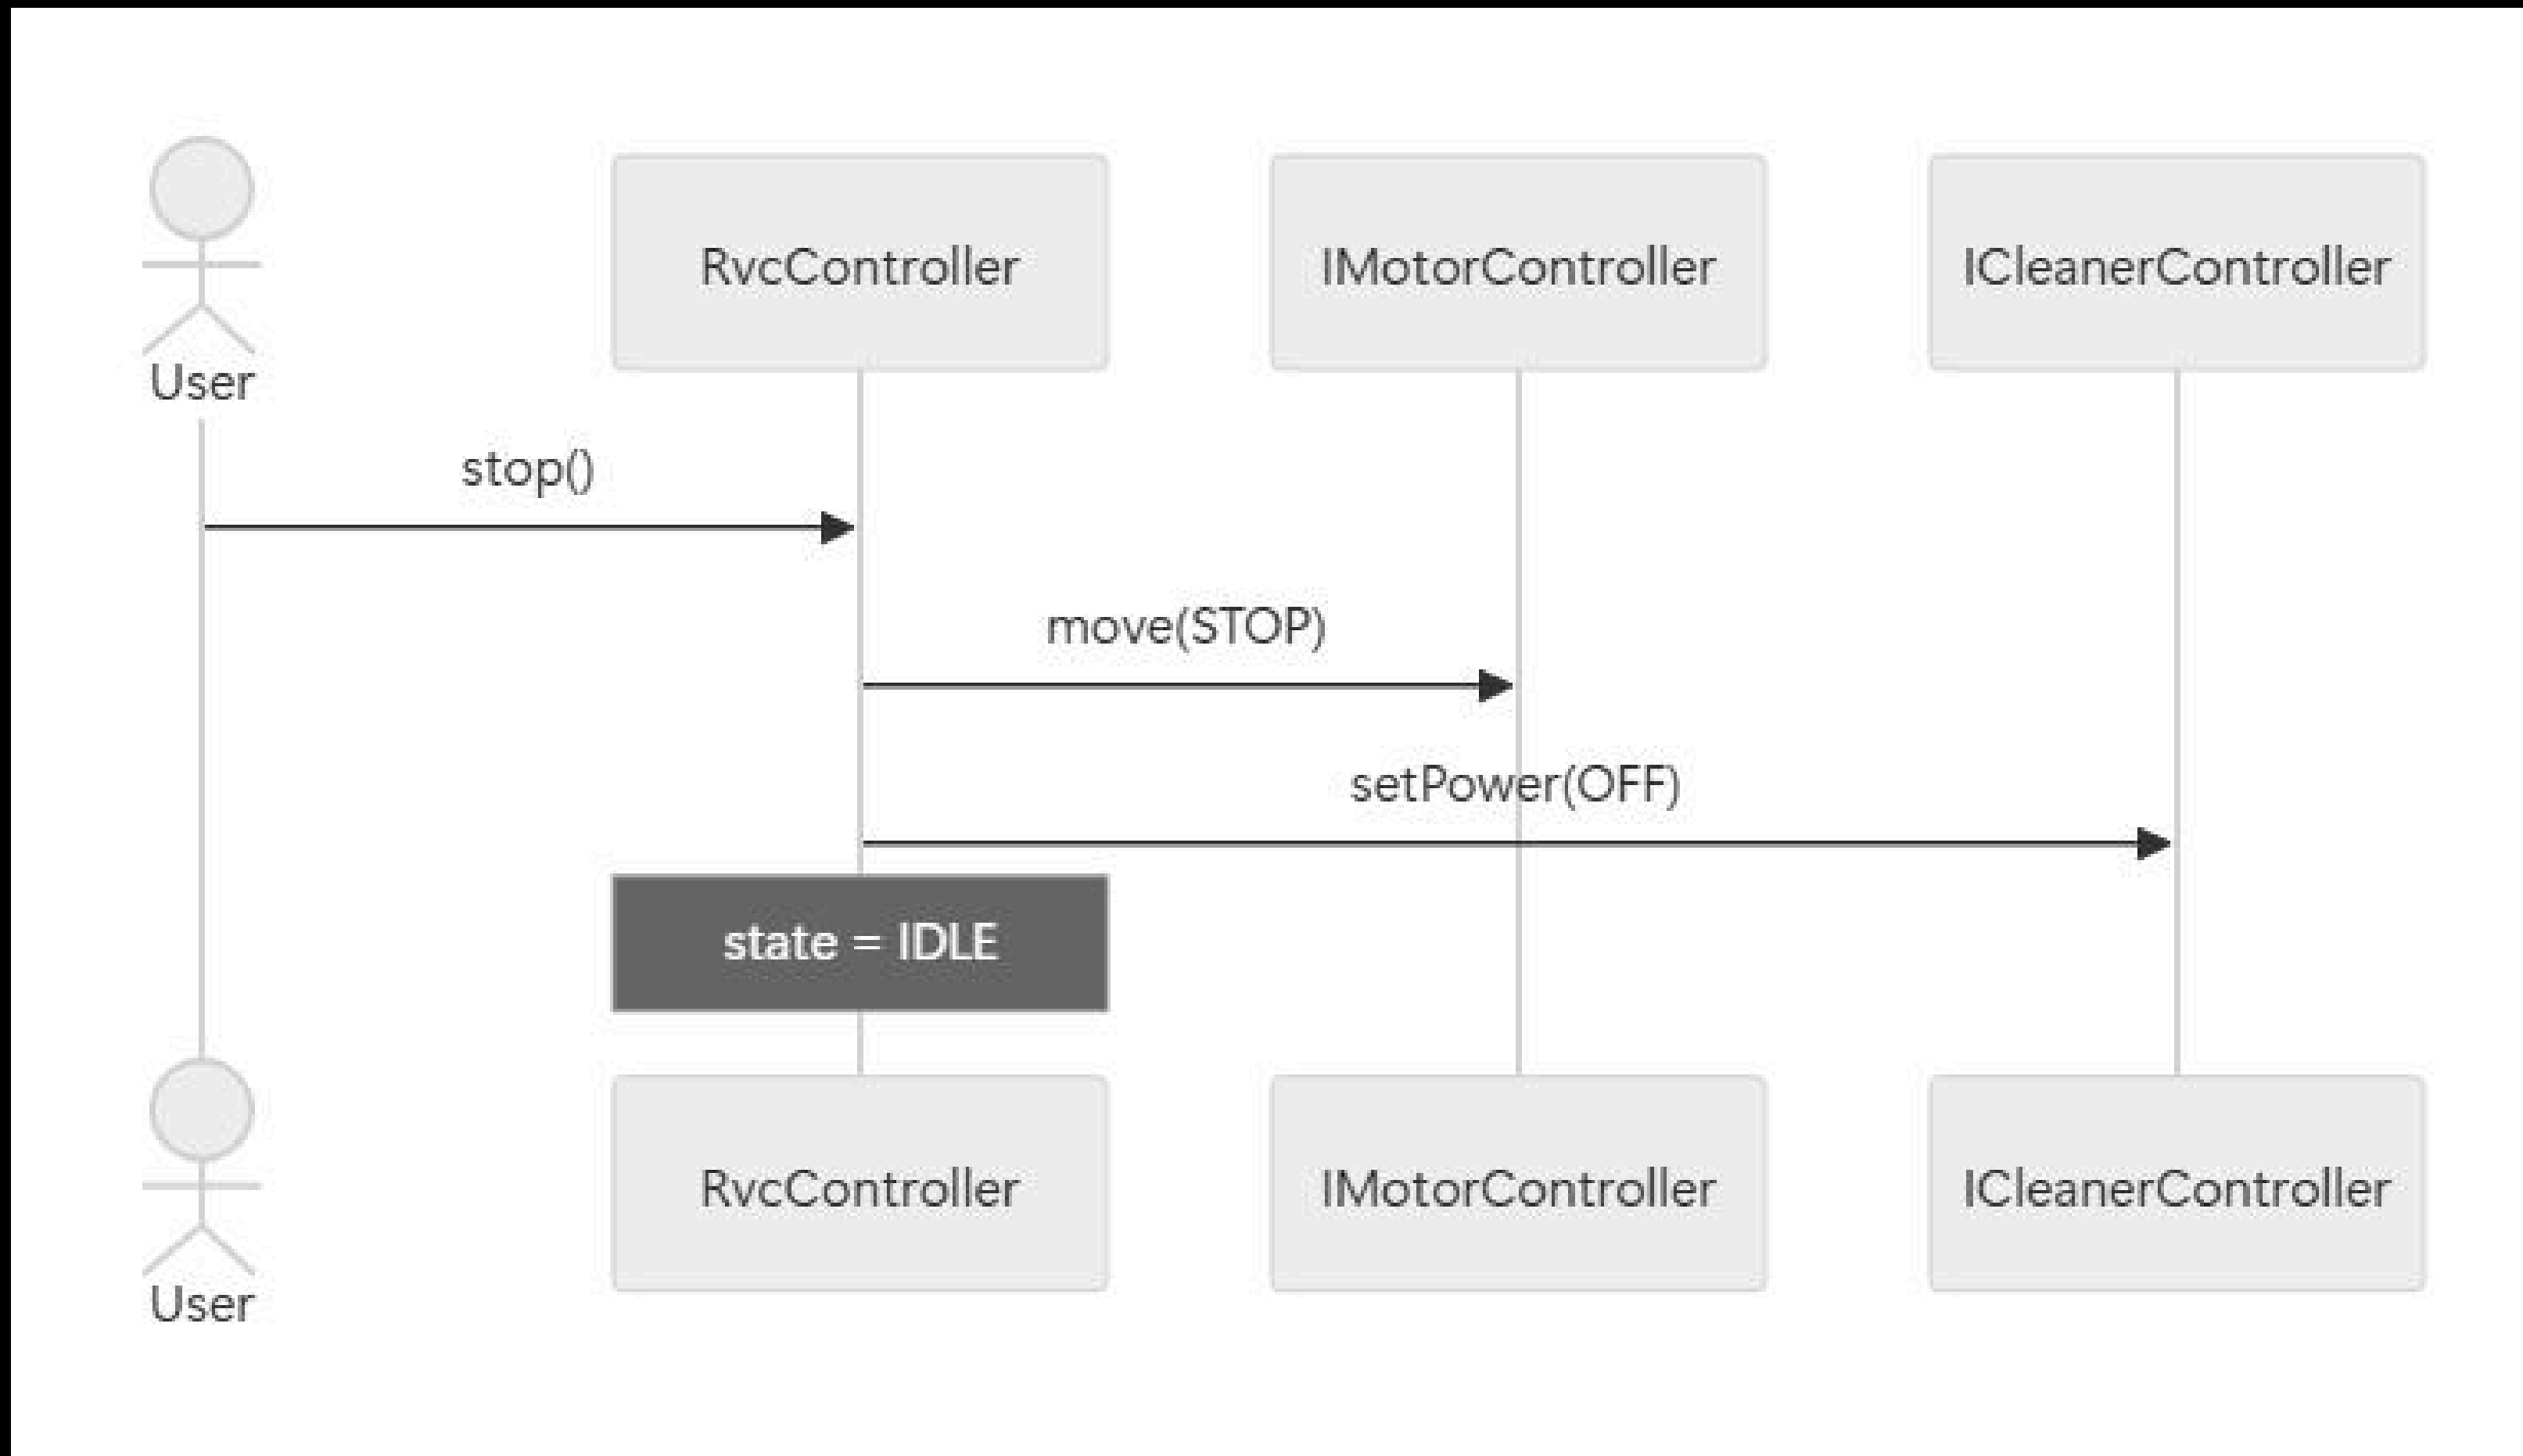 User
RvcController
IMotorController
ICleanerController
stop()
move(STOP)
setPower(OFF)
state = IDLE
User
RvcController
IMotorController
ICleanerController